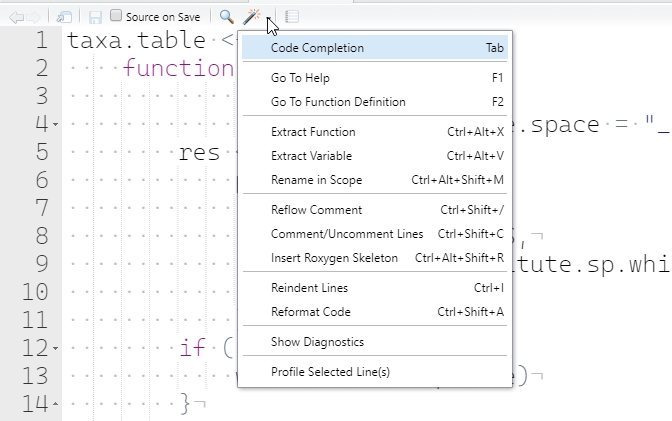 Source on Save
1 taxa.table <
2 function
3
4 .space = "_
5 res
6
7
8 ,¬
9 tute.sp.whi
10
11
12 if (
13 )¬
14 }¬
Code Completion Tab
Go To Help F1
Go To Function Definition F2
Extract Function Ctrl+Alt+X
Extract Variable Ctrl+Alt+V
Rename in Scope Ctrl+Alt+Shift+M
Reflow Comment Ctrl+Shift+/
Comment/Uncomment Lines Ctrl+Shift+C
Insert Roxygen Skeleton Ctrl+Alt+Shift+R
Reindent Lines Ctrl+I
Reformat Code Ctrl+Shift+A
Show Diagnostics
Profile Selected Line(s)